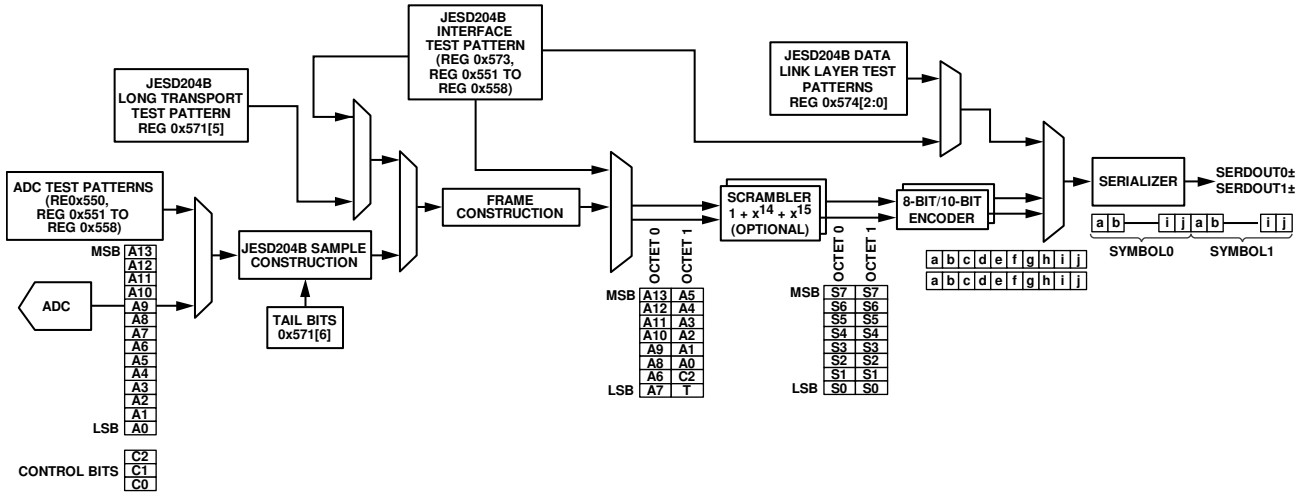 JESD204B
INTERFACE
TEST PATTERN
(REG 0x573,
REG 0x551 TO
REG 0x558)
JESD204B DATA
LINK LAYER TEST
PATTERNS
REG 0x574[2:0]
JESD204B
LONG TRANSPORT
TEST PATTERN
REG 0x571[5]
ADC TEST PATTERNS
(RE0x550,
REG 0x551 TO
REG 0x558)
MSB A13
A12
A11
A10
A9
A8
A7
A6
A5
A4
A3
A2
A1
LSB A0
ADC
CONTROL BITS
C2
C1
C0
JESD204B SAMPLE
CONSTRUCTION
TAIL BITS
0x571[6]
FRAME
CONSTRUCTION
OCTET 0
OCTET 1
MSB A13 A5
A12 A4
A11 A3
A10 A2
A9 A1
A8 A0
A6 C2
LSB A7 T
SCRAMBLER
1 + x14 + x15
(OPTIONAL)
OCTET 0
OCTET 1
MSB S7 S7
S6 S6
S5 S5
S4 S4
S3 S3
S2 S2
S1 S1
LSB S0 S0
8-BIT/10-BIT
ENCODER
a b c d e f g h i j
a b c d e f g h i j
SERIALIZER
SERDOUT0±
SERDOUT1±
a b i j a b i j
SYMBOL0 SYMBOL1